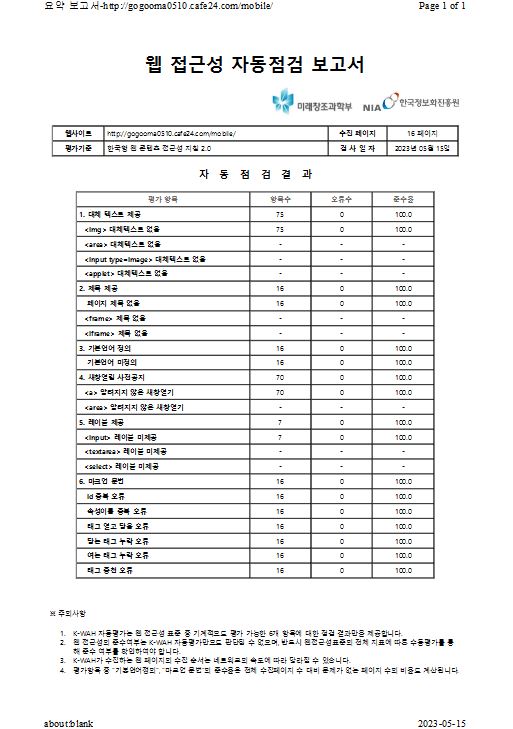 요약 보고서-http://gogooma0510.cafe24.com/mobile/ Page 1 of 1
웹 접근성 자동점검 보고서
미래창조과학부 NIA 한국정보화진흥원
웹사이트 http://gogooma0510.cafe24.com/mobile/ 수집 페이지 16 페이지
평가기준 한국형 웹 콘텐츠 접근성 지침 2.0 검 사 일 자 2023년 05월 15일
자 동 점 검 결 과
평가 항목 항목수 오류수 준수율
1. 대체 텍스트 제공 75 0 100.0
<img> 대체텍스트 없음 75 0 100.0
<area> 대체텍스트 없음 - - -
<input type=image> 대체텍스트 없음 - - -
<applet> 대체텍스트 없음 - - -
2. 제목 제공 16 0 100.0
페이지 제목 없음 16 0 100.0
<frame> 제목 없음 - - -
<iframe> 제목 없음 - - -
3. 기본언어 정의 16 0 100.0
기본언어 미정의 16 0 100.0
4. 새창열림 사전공지 70 0 100.0
<a> 알려지지 않은 새창열기 70 0 100.0
<area> 알려지지 않은 새창열기 - - -
5. 레이블 제공 7 0 100.0
<input> 레이블 미제공 7 0 100.0
<textarea> 레이블 미제공 - - -
<select> 레이블 미제공 - - -
6. 마크업 문법 16 0 100.0
id 중복 오류 16 0 100.0
속성이름 중복 오류 16 0 100.0
태그 열고 닫음 오류 16 0 100.0
닫는 태그 누락 오류 16 0 100.0
여는 태그 누락 오류 16 0 100.0
태그 중첩 오류 16 0 100.0
※ 주의사항
1. K-WAH 자동평가는 웹 접근성 표준 중 기계적으로 평가 가능한 6개 항목에 대한 점검 결과만을 제공합니다.
2. 웹 접근성의 준수여부는 K-WAH 자동평가만으로 판단될 수 없으며, 반드시 웹접근성표준의 전체 지표에 따른 수동평가를 통
해 준수 여부를 확인하여야 합니다.
3. K-WAH가 수집하는 웹 페이지의 수집 순서는 네트워크의 속도에 따라 달라질 수 있습니다.
4. 평가항목 중 "기본언어정의", "마크업 문법"의 준수율은 전체 수집페이지 수 대비 문제가 없는 페이지 수의 비율로 계산됩니다.
about:blank 2023-05-15